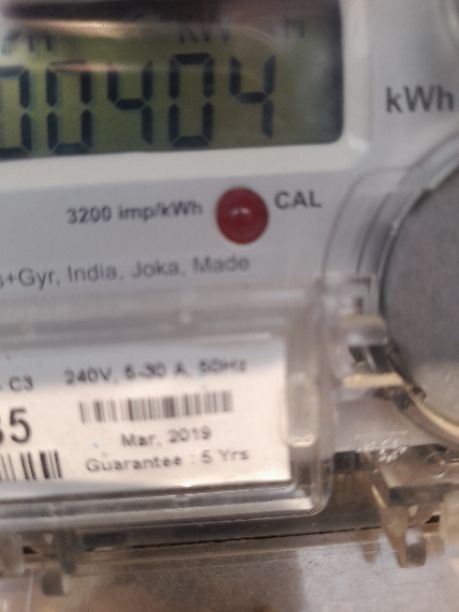 00404
kWh
3200 imp/kWh CAL
s+Gyr, India, Joka, Made
C3 240V, 5-30 A, 50Hz
35
Mar, 2019
Guarantee : 5 Yrs